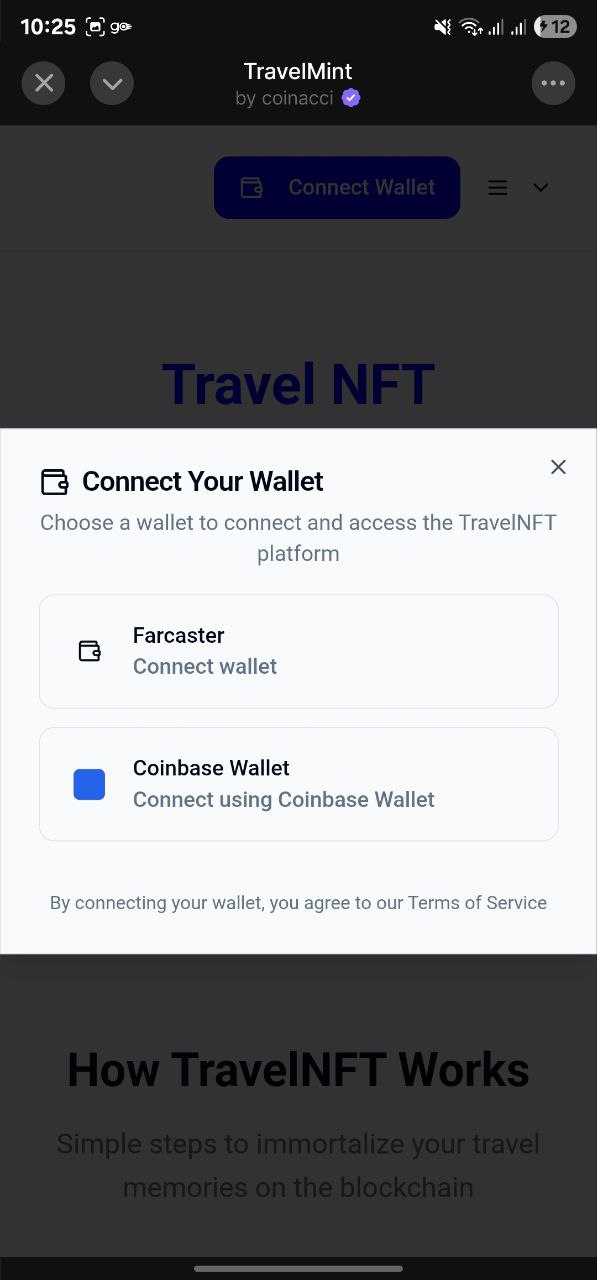 10:25
go
12
TravelMint
by coinacci
Connect Wallet
Travel NFT
Connect Your Wallet
Choose a wallet to connect and access the TravelNFT
platform
Farcaster
Connect wallet
Coinbase Wallet
Connect using Coinbase Wallet
By connecting your wallet, you agree to our Terms of Service
How TravelNFT Works
Simple steps to immortalize your travel
memories on the blockchain